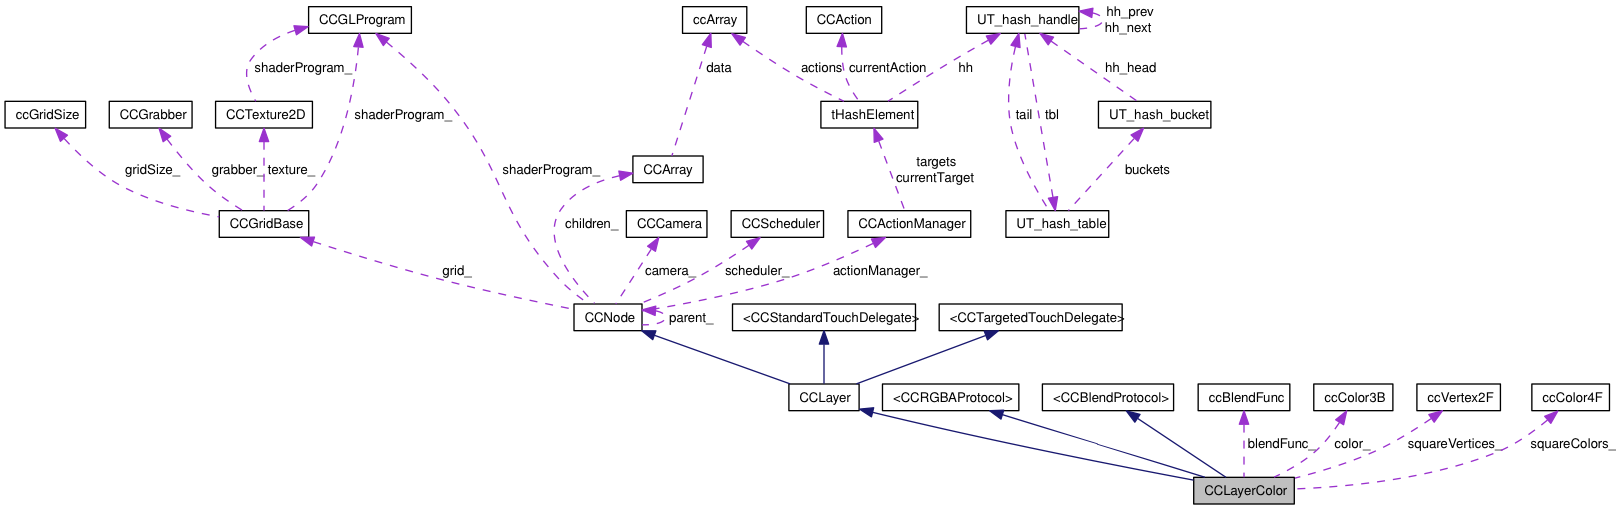 CCGLProgram
ccArray
CCAction
UT_hash_handle
hh_prev
hh_next
shaderProgram_
data
actions
currentAction
hh
hh_head
ccGridSize
CCGrabber
CCTexture2D
shaderProgram_
tHashElement
tail
tbl
UT_hash_bucket
gridSize_
grabber_
texture_
shaderProgram_
CCArray
targets
currentTarget
buckets
CCGridBase
children_
CCCamera
CCScheduler
CCActionManager
UT_hash_table
grid_
camera_
scheduler_
actionManager_
CCNode
parent_
<CCStandardTouchDelegate>
<CCTargetedTouchDelegate>
CCLayer
<CCRGBAProtocol>
<CCBlendProtocol>
ccBlendFunc
ccColor3B
ccVertex2F
ccColor4F
blendFunc_
color_
squareVertices_
squareColors_
CCLayerColor